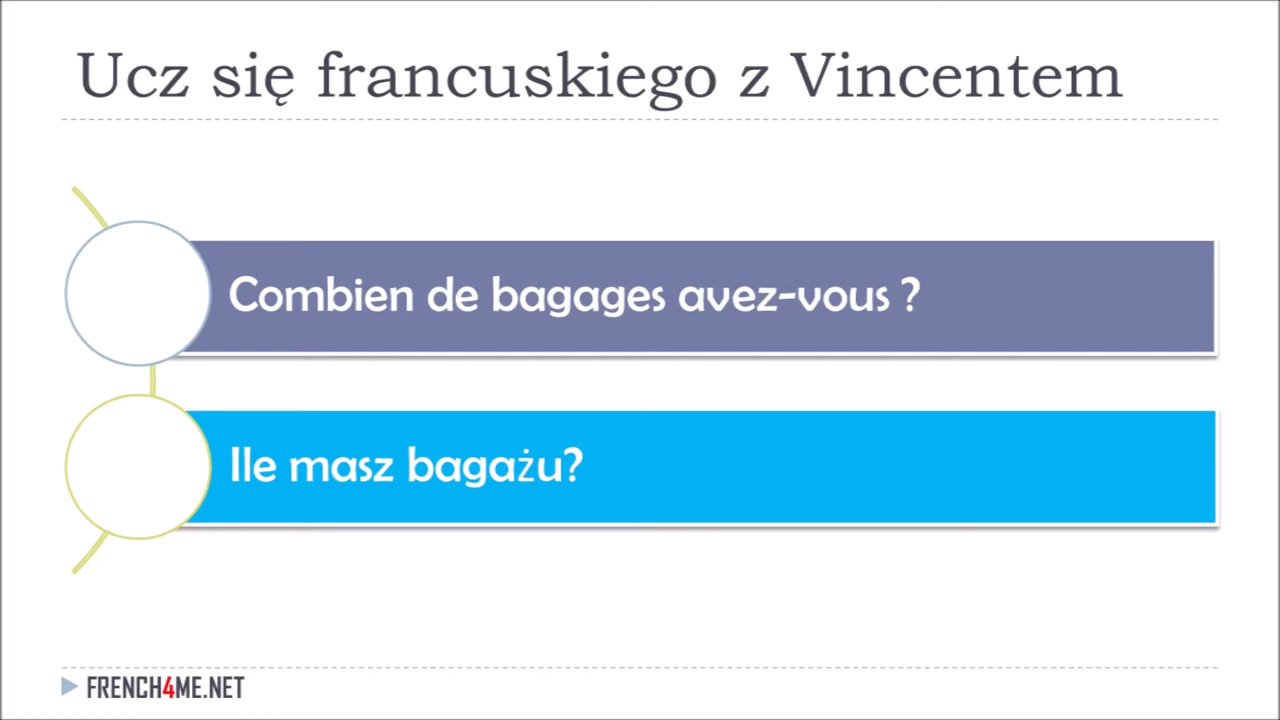 Ucz się francuskiego z Vincentem
Combien de bagages avez-vous ?
Ile masz bagażu?
FRENCH4ME.NET